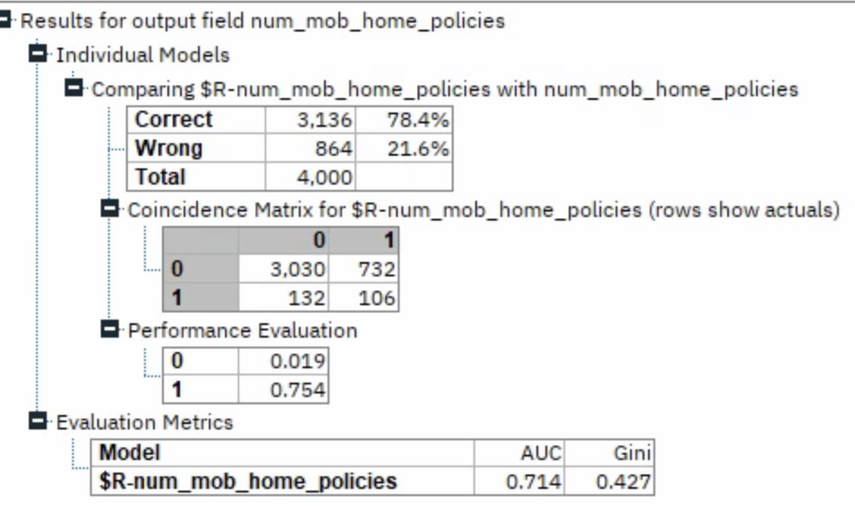 Results for output field num_mob_home_policies
Individual Models
Comparing $R-num_mob_home_policies with num_mob_home_policies
Correct 3,136 78.4%
Wrong 864 21.6%
Total 4,000
Coincidence Matrix for $R-num_mob_home_policies (rows show actuals)
0 1
0 3,030 732
1 132 106
Performance Evaluation
0 0.019
1 0.754
Evaluation Metrics
Model AUC Gini
$R-num_mob_home_policies 0.714 0.427